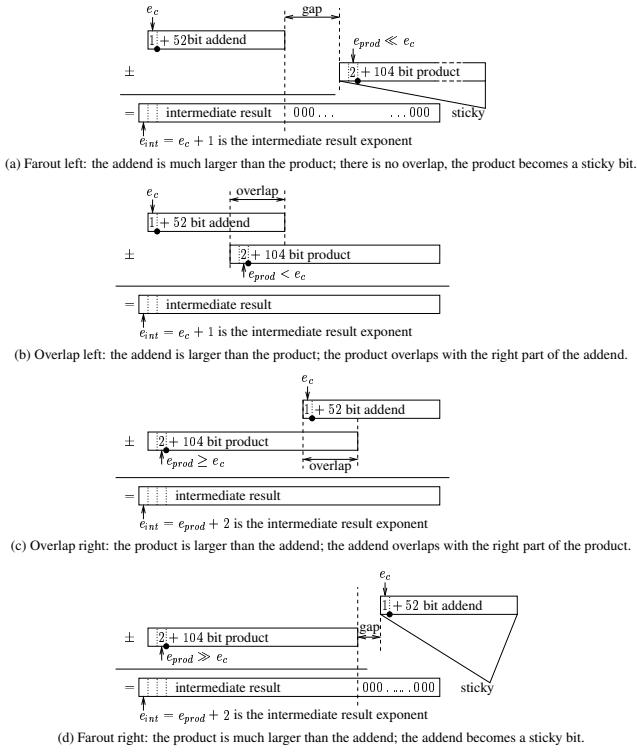 e_c
gap
1 + 52bit addend
e_prod ≪ e_c
±
2 + 104 bit product
= intermediate result 000... ...000 sticky
e_int = e_c + 1 is the intermediate result exponent
(a) Farout left: the addend is much larger than the product; there is no overlap, the product becomes a sticky bit.
e_c
overlap
1 + 52 bit addend
±
2 + 104 bit product
e_prod < e_c
= intermediate result
e_int = e_c + 1 is the intermediate result exponent
(b) Overlap left: the addend is larger than the product; the product overlaps with the right part of the addend.
e_c
1 + 52 bit addend
± 2 + 104 bit product
e_prod ≥ e_c
overlap
= intermediate result
e_int = e_prod + 2 is the intermediate result exponent
(c) Overlap right: the product is larger than the addend; the addend overlaps with the right part of the product.
e_c
1 + 52 bit addend
gap
± 2 + 104 bit product
e_prod ≫ e_c
= intermediate result 000.....000 sticky
e_int = e_prod + 2 is the intermediate result exponent
(d) Farout right: the product is much larger than the addend; the addend becomes a sticky bit.